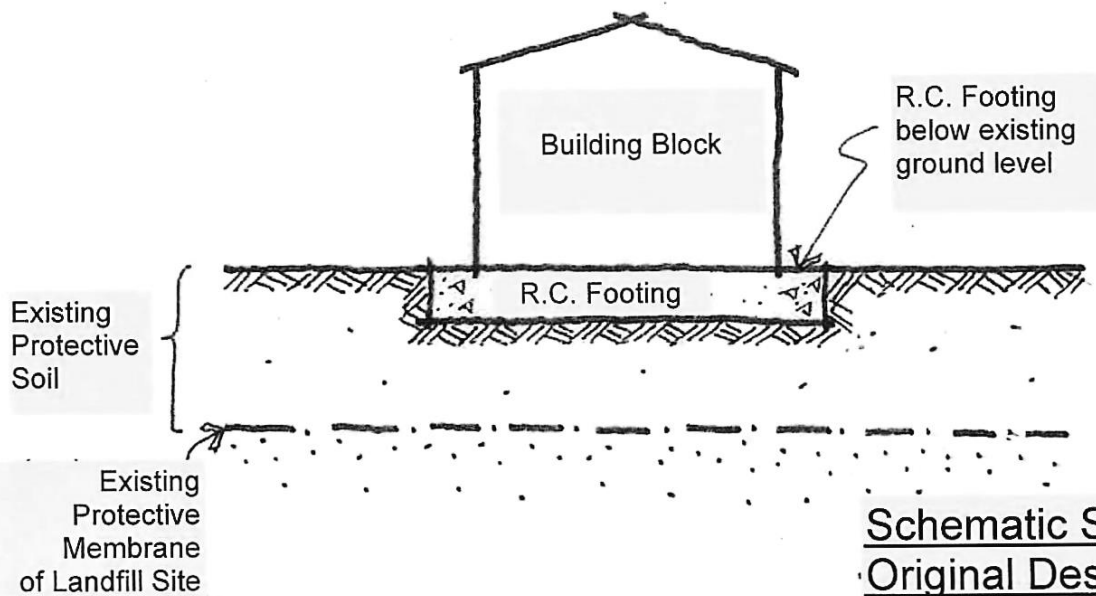 Building Block
R.C. Footing
below existing
ground level
R.C. Footing
Existing
Protective
Soil
Existing
Protective
Membrane
of Landfill Site
Schematic S
Original Des